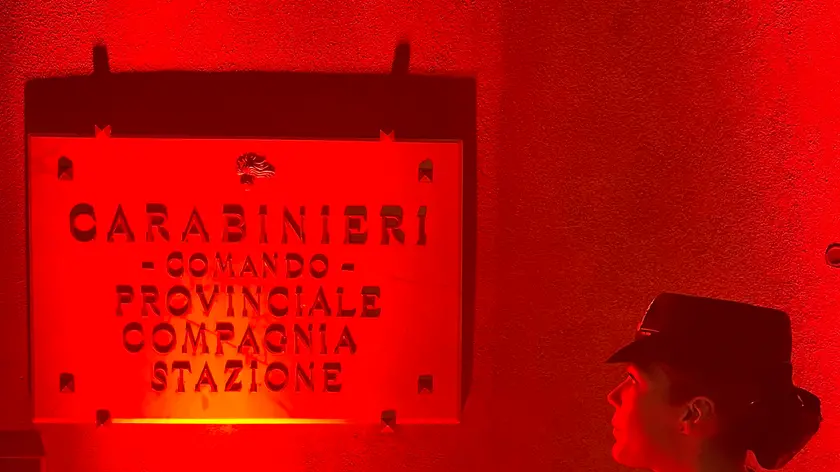 CARABINIERI
- COMANDO -
PROVINCIALE
COMPAGNIA
STAZIONE